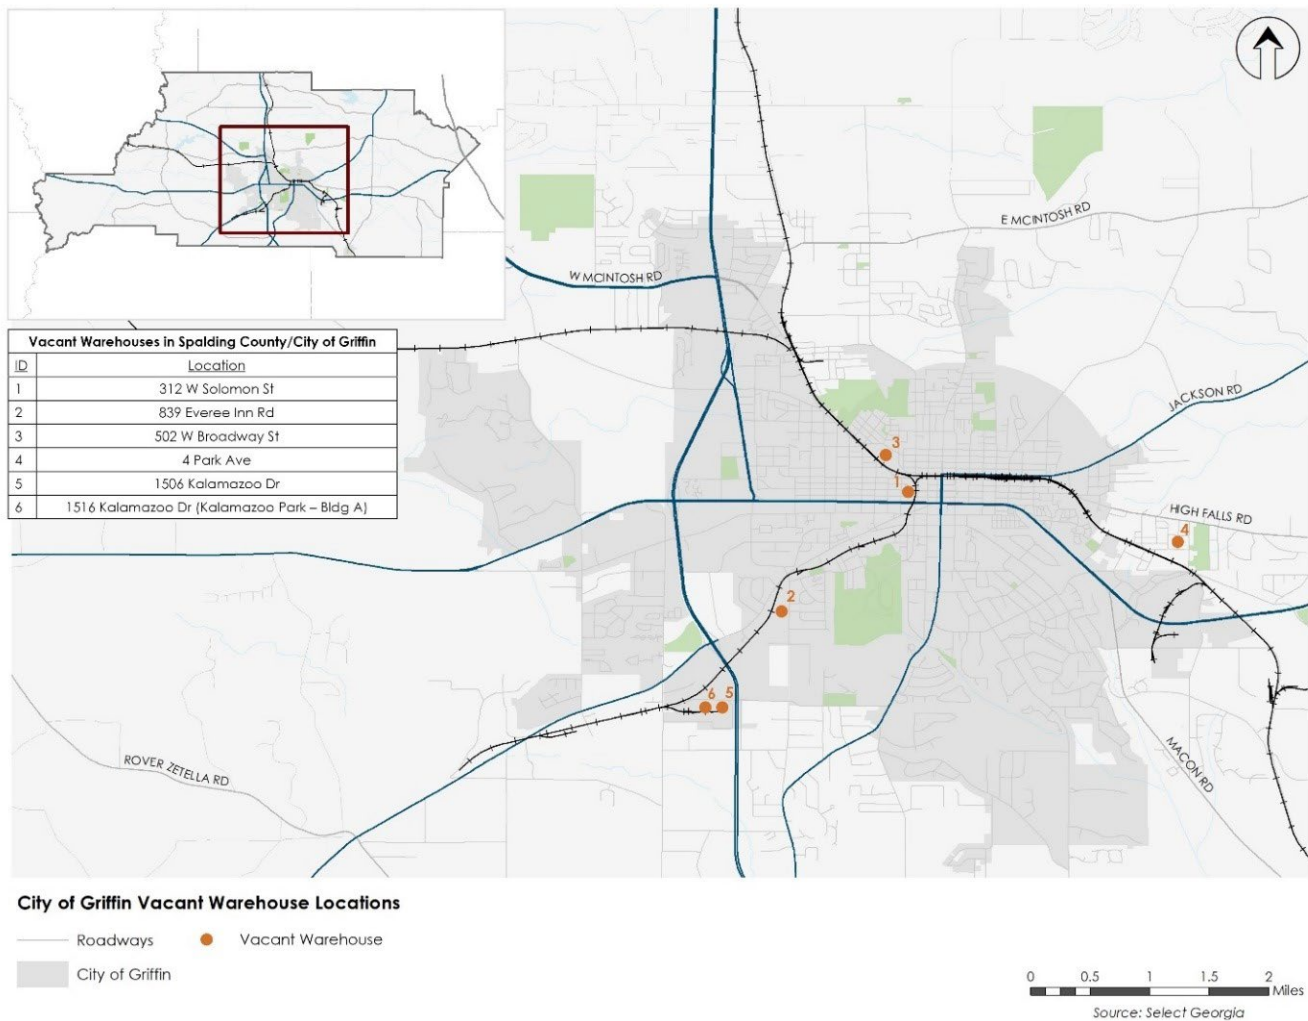 W MCINTOSH RD
E MCINTOSH RD
Vacant Warehouses in Spalding County/City of Griffin
ID Location
1 312 W Solomon St
2 839 Everee Inn Rd
3 502 W Broadway St
4 4 Park Ave
5 1506 Kalamazoo Dr
6 1516 Kalamazoo Dr (Kalamazoo Park – Bldg A)
JACKSON RD
3
1
HIGH FALLS RD
4
2
6 5
ROVER ZETELLA RD
MACON RD
City of Griffin Vacant Warehouse Locations
Roadways Vacant Warehouse
City of Griffin
0 0.5 1 1.5 2
Miles
Source: Select Georgia